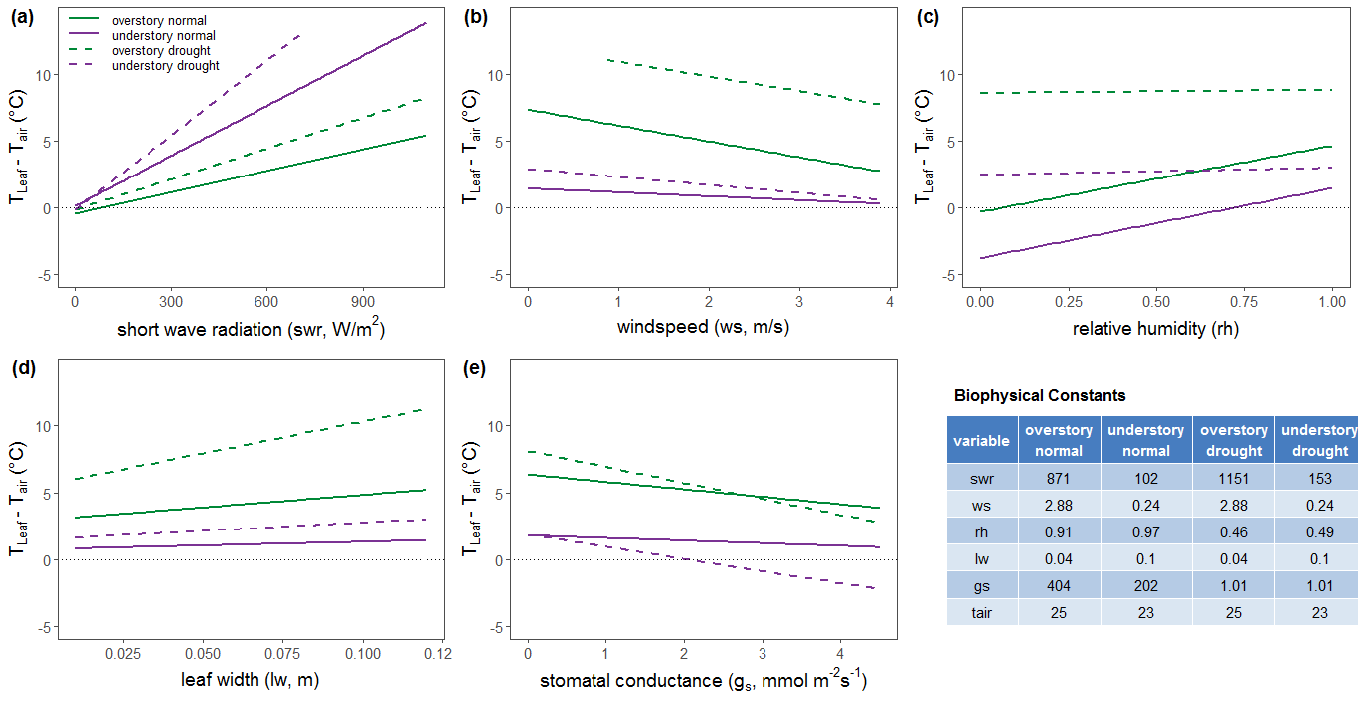 (a)
overstory normal
understory normal
overstory drought
understory drought
T_Leaf - T_air (°C)
10
5
0
-5
0 300 600 900
short wave radiation (swr, W/m²)
(b)
T_Leaf - T_air (°C)
10
5
0
-5
0 1 2 3 4
windspeed (ws, m/s)
(c)
T_Leaf - T_air (°C)
10
5
0
-5
0.00 0.25 0.50 0.75 1.00
relative humidity (rh)
(d)
T_Leaf - T_air (°C)
10
5
0
-5
0.025 0.050 0.075 0.100 0.12
leaf width (lw, m)
(e)
T_Leaf - T_air (°C)
10
5
0
-5
0 1 2 3 4
stomatal conductance (g_s, mmol m⁻²s⁻¹)
Biophysical Constants
variable overstory normal understory normal overstory drought understory drought
swr 871 102 1151 153
ws 2.88 0.24 2.88 0.24
rh 0.91 0.97 0.46 0.49
lw 0.04 0.1 0.04 0.1
gs 404 202 1.01 1.01
tair 25 23 25 23